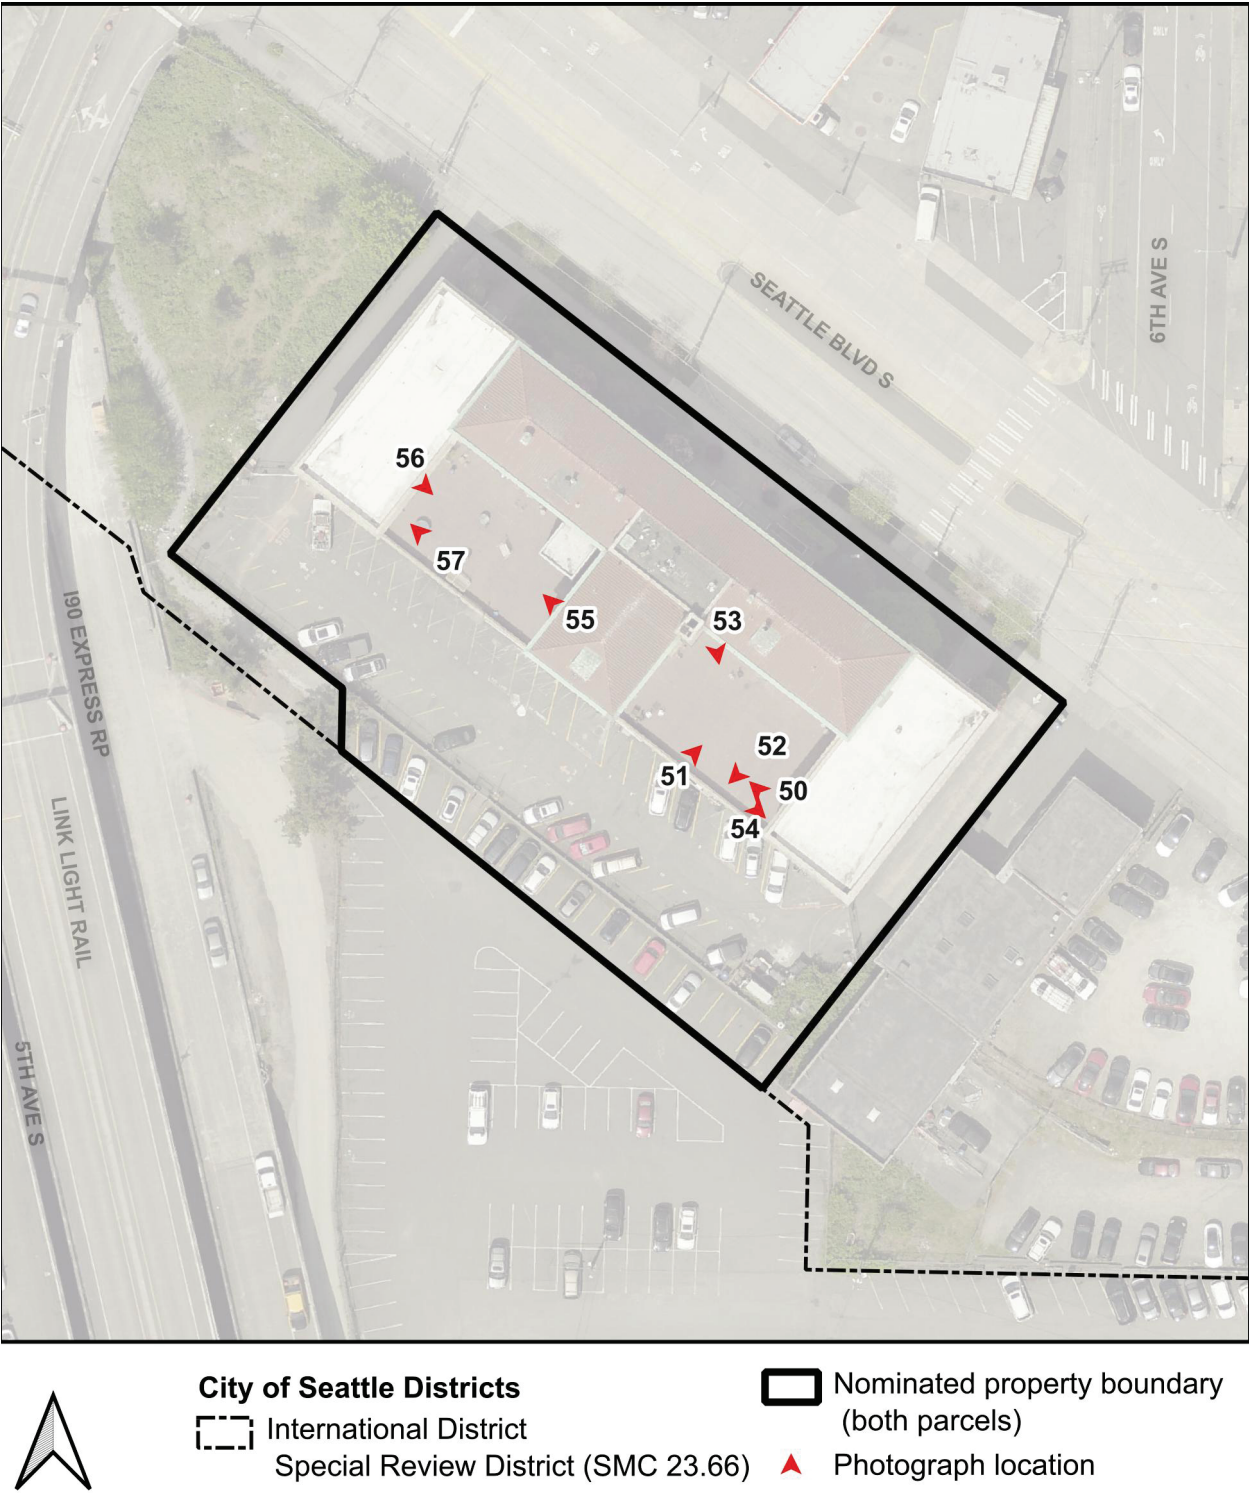 SEATTLE BLVD S
6TH AVE S
56
57
55
53
52
51
50
54
I90 EXPRESS RP
LINK LIGHT RAIL
5TH AVE S
City of Seattle Districts
International District
Special Review District (SMC 23.66)
Nominated property boundary
(both parcels)
Photograph location